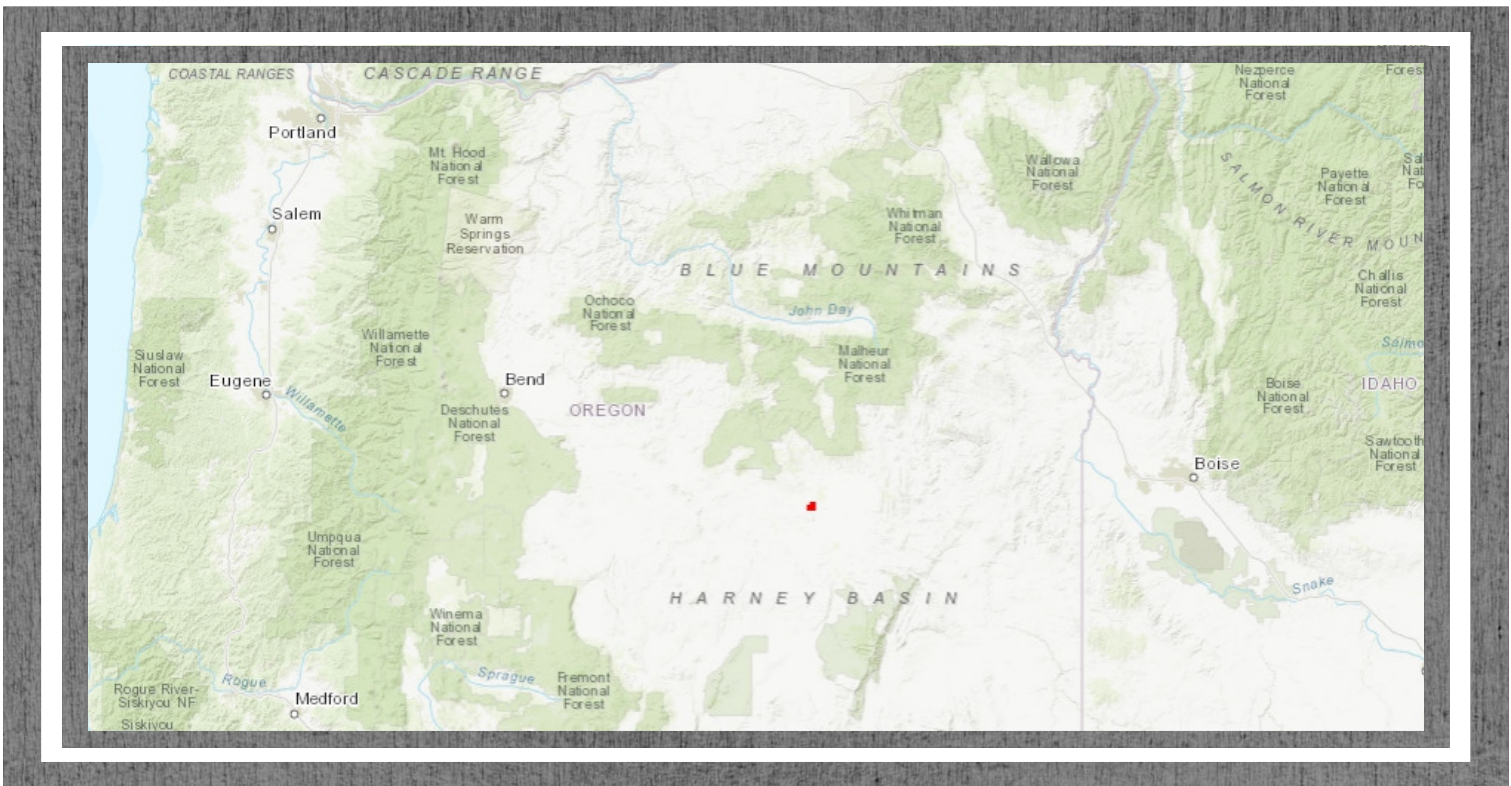 COASTAL RANGES
CASCADE RANGE
Nezperce
National
Forest
Portland
Mt. Hood
National
Forest
Wallowa
National
Forest
SALMON RIVER MOUN
Payette
National
Forest
Salem
Warm
Springs
Reservation
Whitman
National
Forest
BLUE MOUNTAINS
Challis
National
Forest
Ochoco
National
Forest
John Day
Willamette
National
Forest
Siuslaw
National
Forest
Malheur
National
Forest
Salmo
Eugene
Willamette
Bend
Deschutes
National
Forest
OREGON
Boise
National
Forest
IDAHO
Sawtooth
National
Forest
Boise
Umpqua
National
Forest
HARNEY BASIN
Snake
Winema
National
Forest
Rogue
Sprague
Fremont
National
Forest
Rogue River-
Siskiyou NF
Medford
Siskiyou